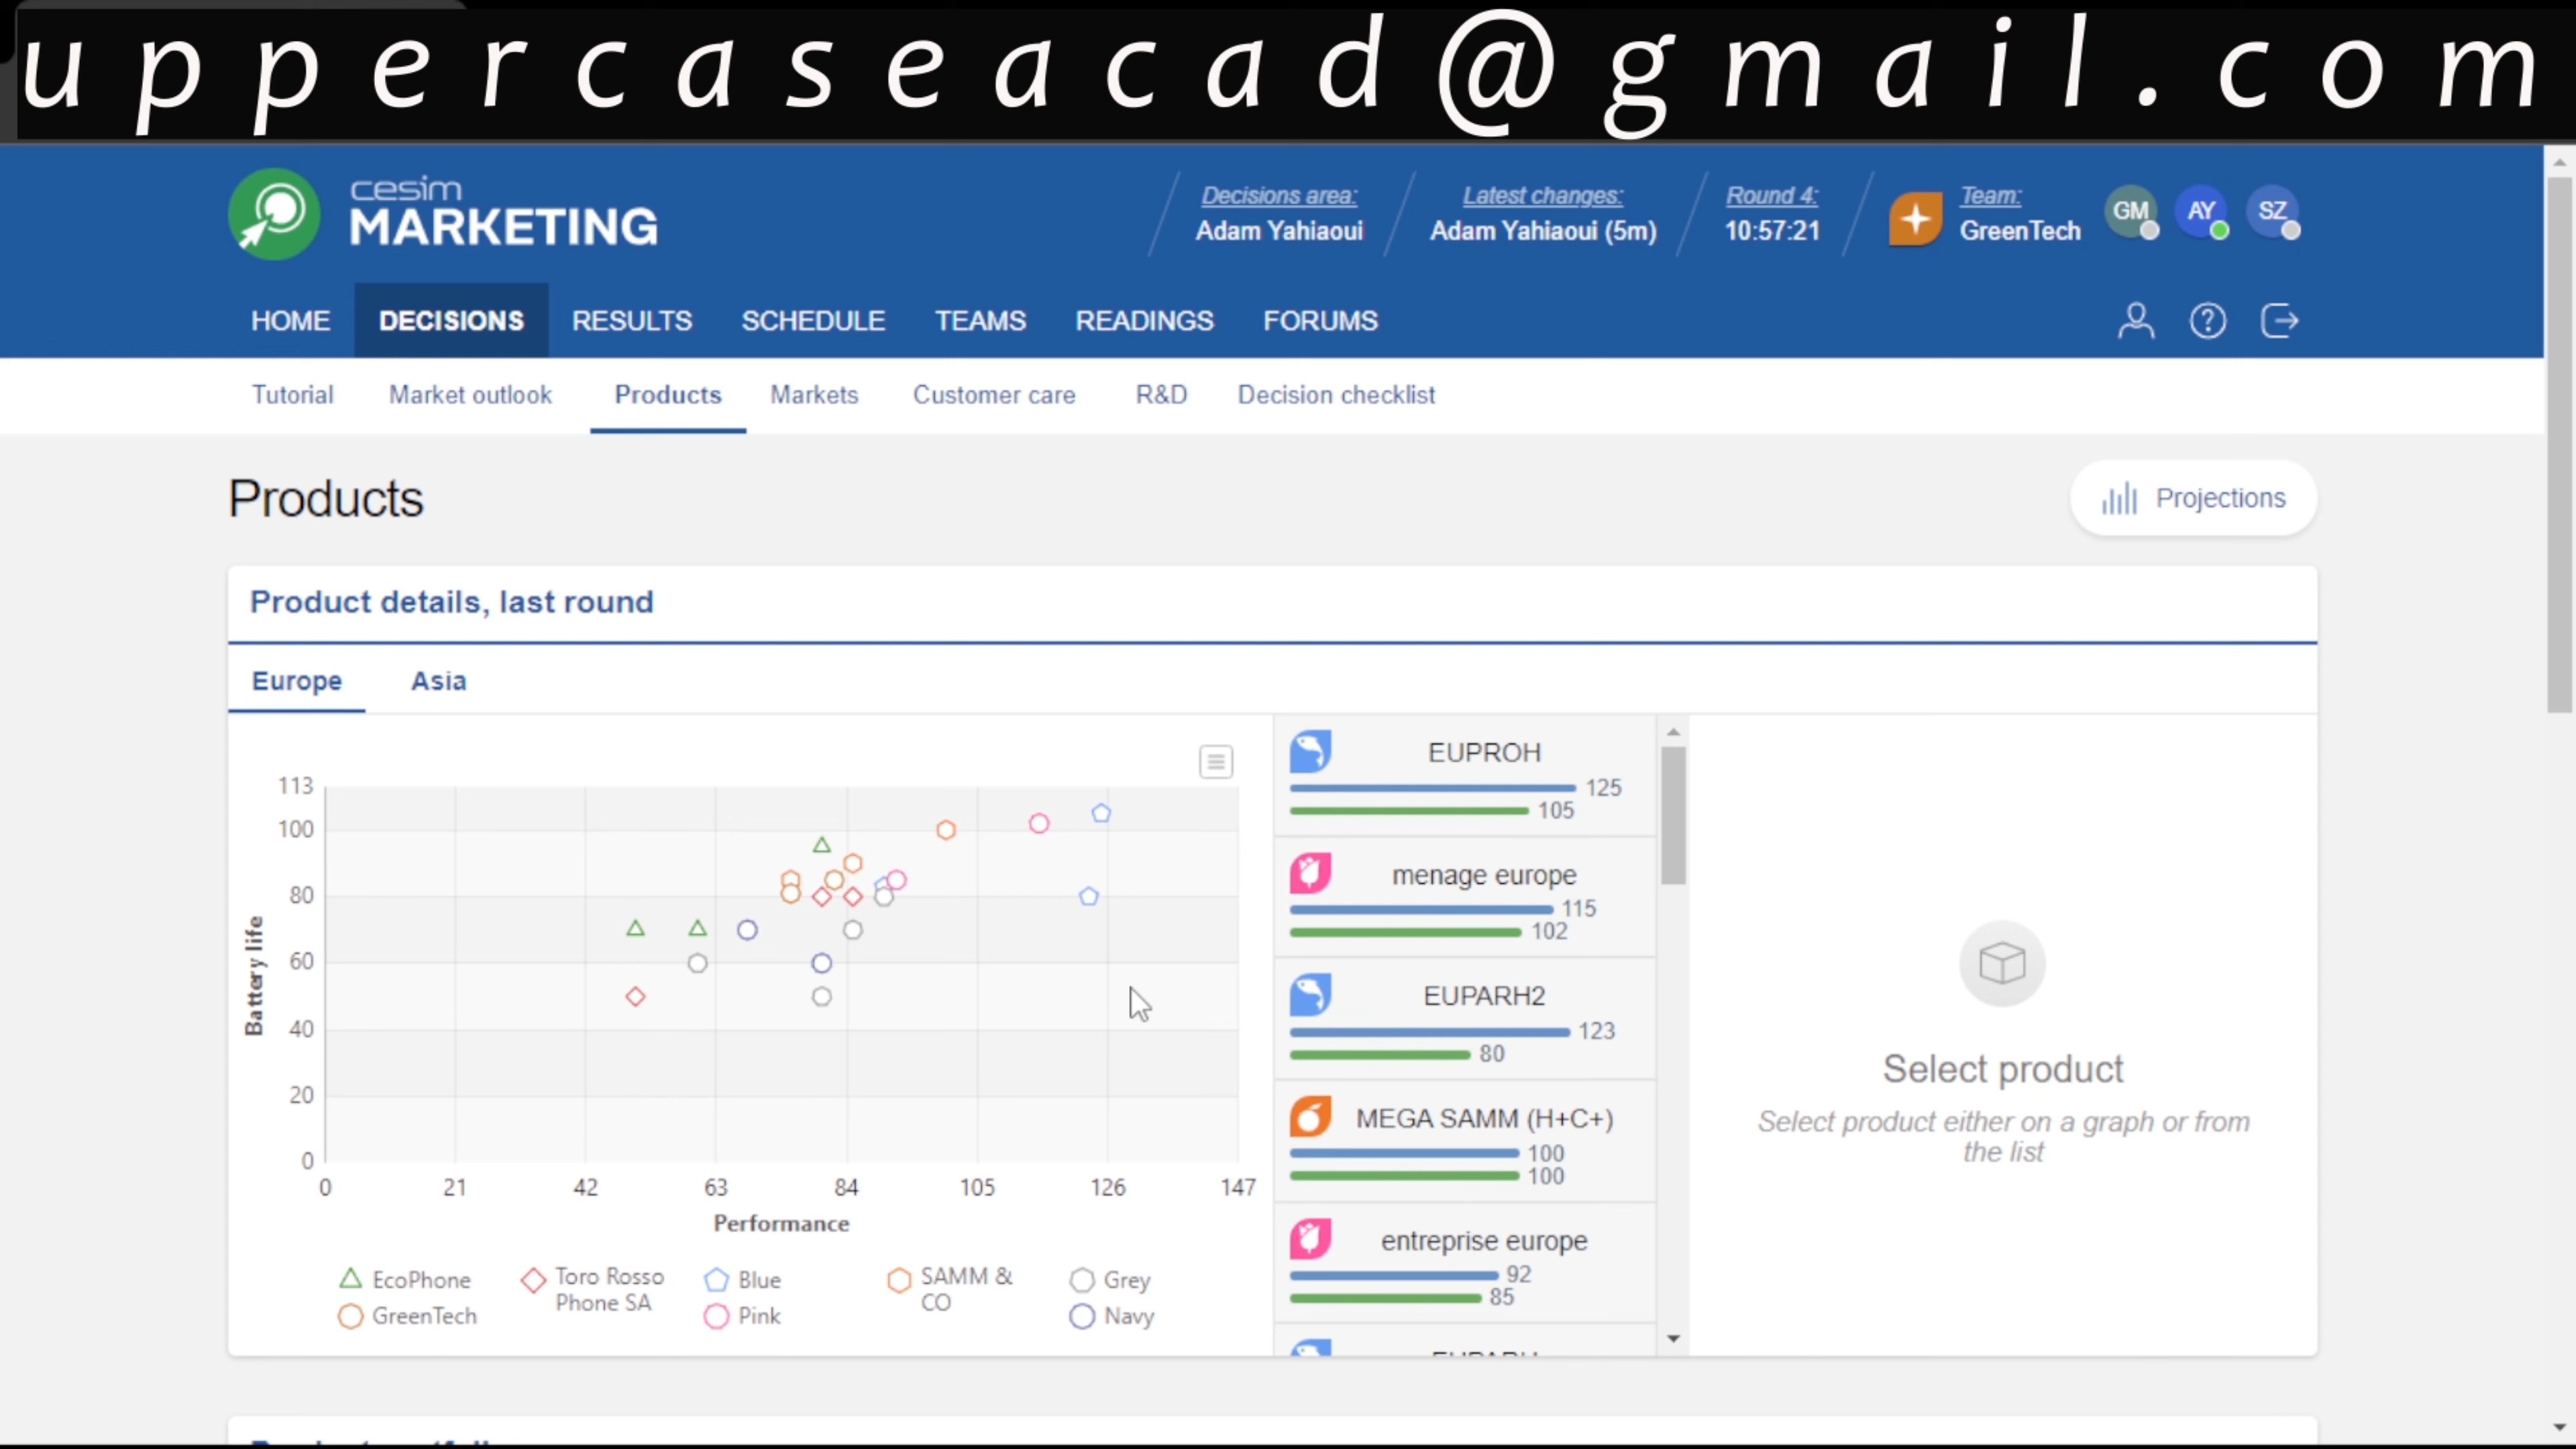 uppercaseacad@gmail.com
cesim
MARKETING
Decisions area:
Adam Yahiaoui
Latest changes:
Adam Yahiaoui (5m)
Round 4:
10:57:21
Team:
GreenTech
GM
AY
SZ
HOME
DECISIONS
RESULTS
SCHEDULE
TEAMS
READINGS
FORUMS
Tutorial
Market outlook
Products
Markets
Customer care
R&D
Decision checklist
Products
Projections
Product details, last round
Europe
Asia
Battery life
113
100
80
60
40
20
0
0
21
42
63
84
105
126
147
Performance
EcoPhone
GreenTech
Toro Rosso
Phone SA
Blue
Pink
SAMM &
CO
Grey
Navy
EUPROH
125
105
menage europe
115
102
EUPARH2
123
80
MEGA SAMM (H+C+)
100
100
entreprise europe
92
85
Select product
Select product either on a graph or from
the list